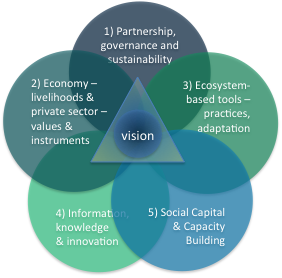 1) Partnership,
governance and
sustainability
2) Economy –
livelihoods &
private sector –
values &
instruments
3) Ecosystem-
based tools –
practices,
adaptation
vision
4) Information,
knowledge
& innovation
5) Social Capital
& Capacity
Building